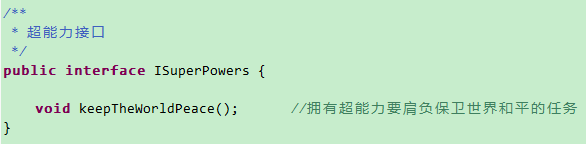 /**
 * 超能力接口
 */
public interface ISuperPowers {
    void keepTheWorldPeace();      //拥有超能力要肩负保卫世界和平的任务
}